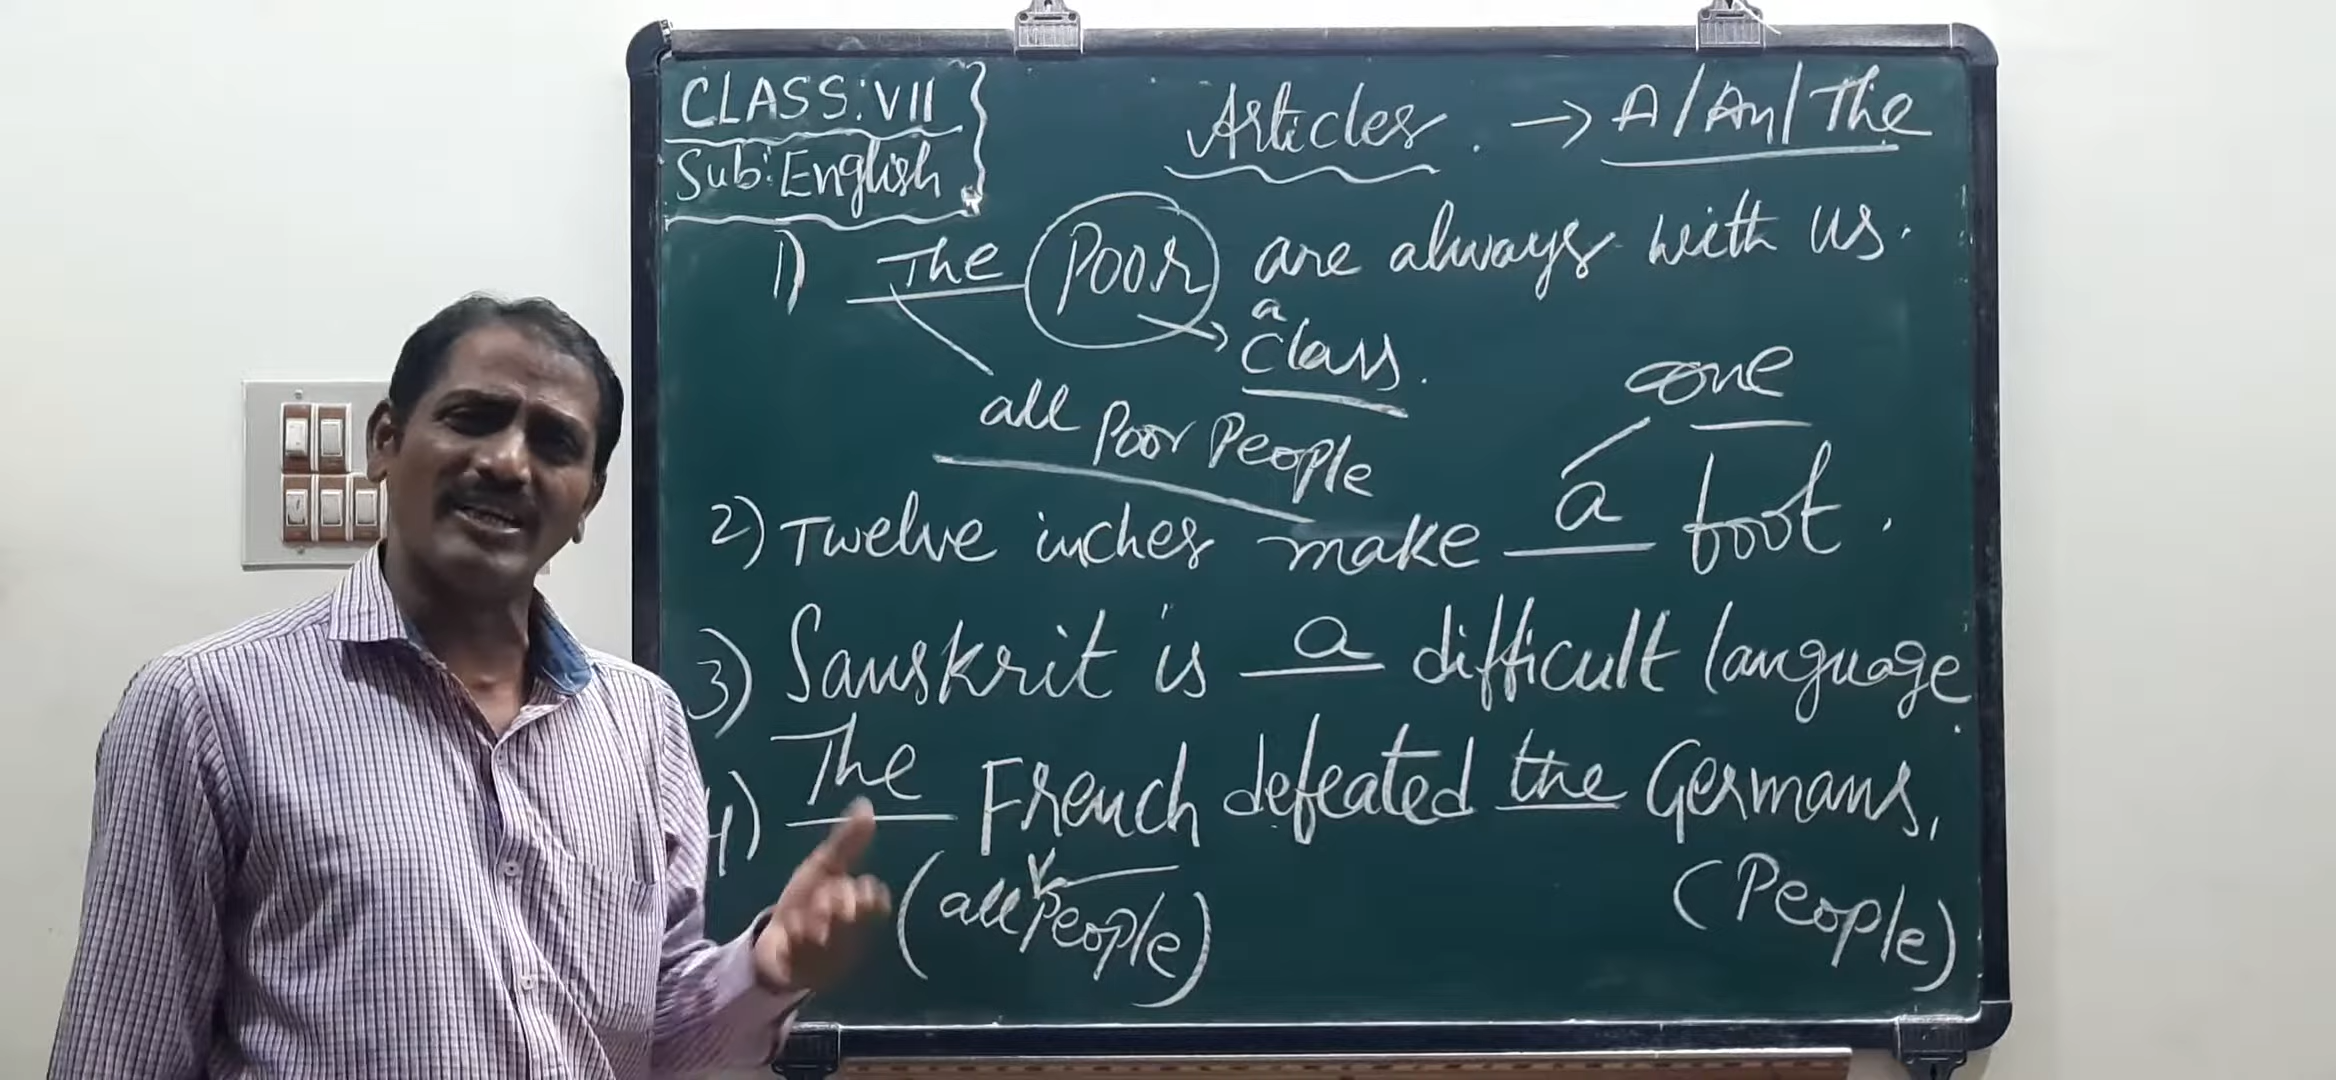 CLASS: VII
Sub: English
Articles. → A/An/The
1) The Poor are always with us.
a
class.
all Poor People
one
2) Twelve inches make a foot.
3) Sanskrit is a difficult language.
4) The French defeated the Germans,
(all People)
(People)